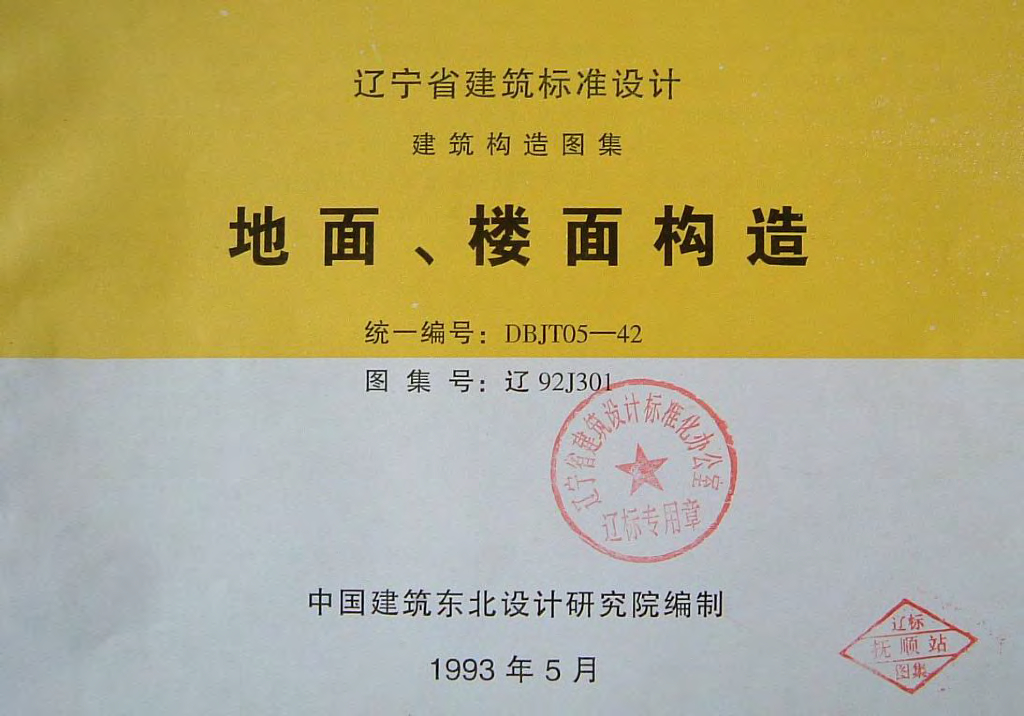 辽宁省建筑标准设计
建筑构造图集
地面、楼面构造
统一编号：DBJT05—42
图集号：辽92J301
辽宁省建筑设计标准化办公室
辽标专用章
中国建筑东北设计研究院编制
1993年5月
辽标
抚顺站
图集